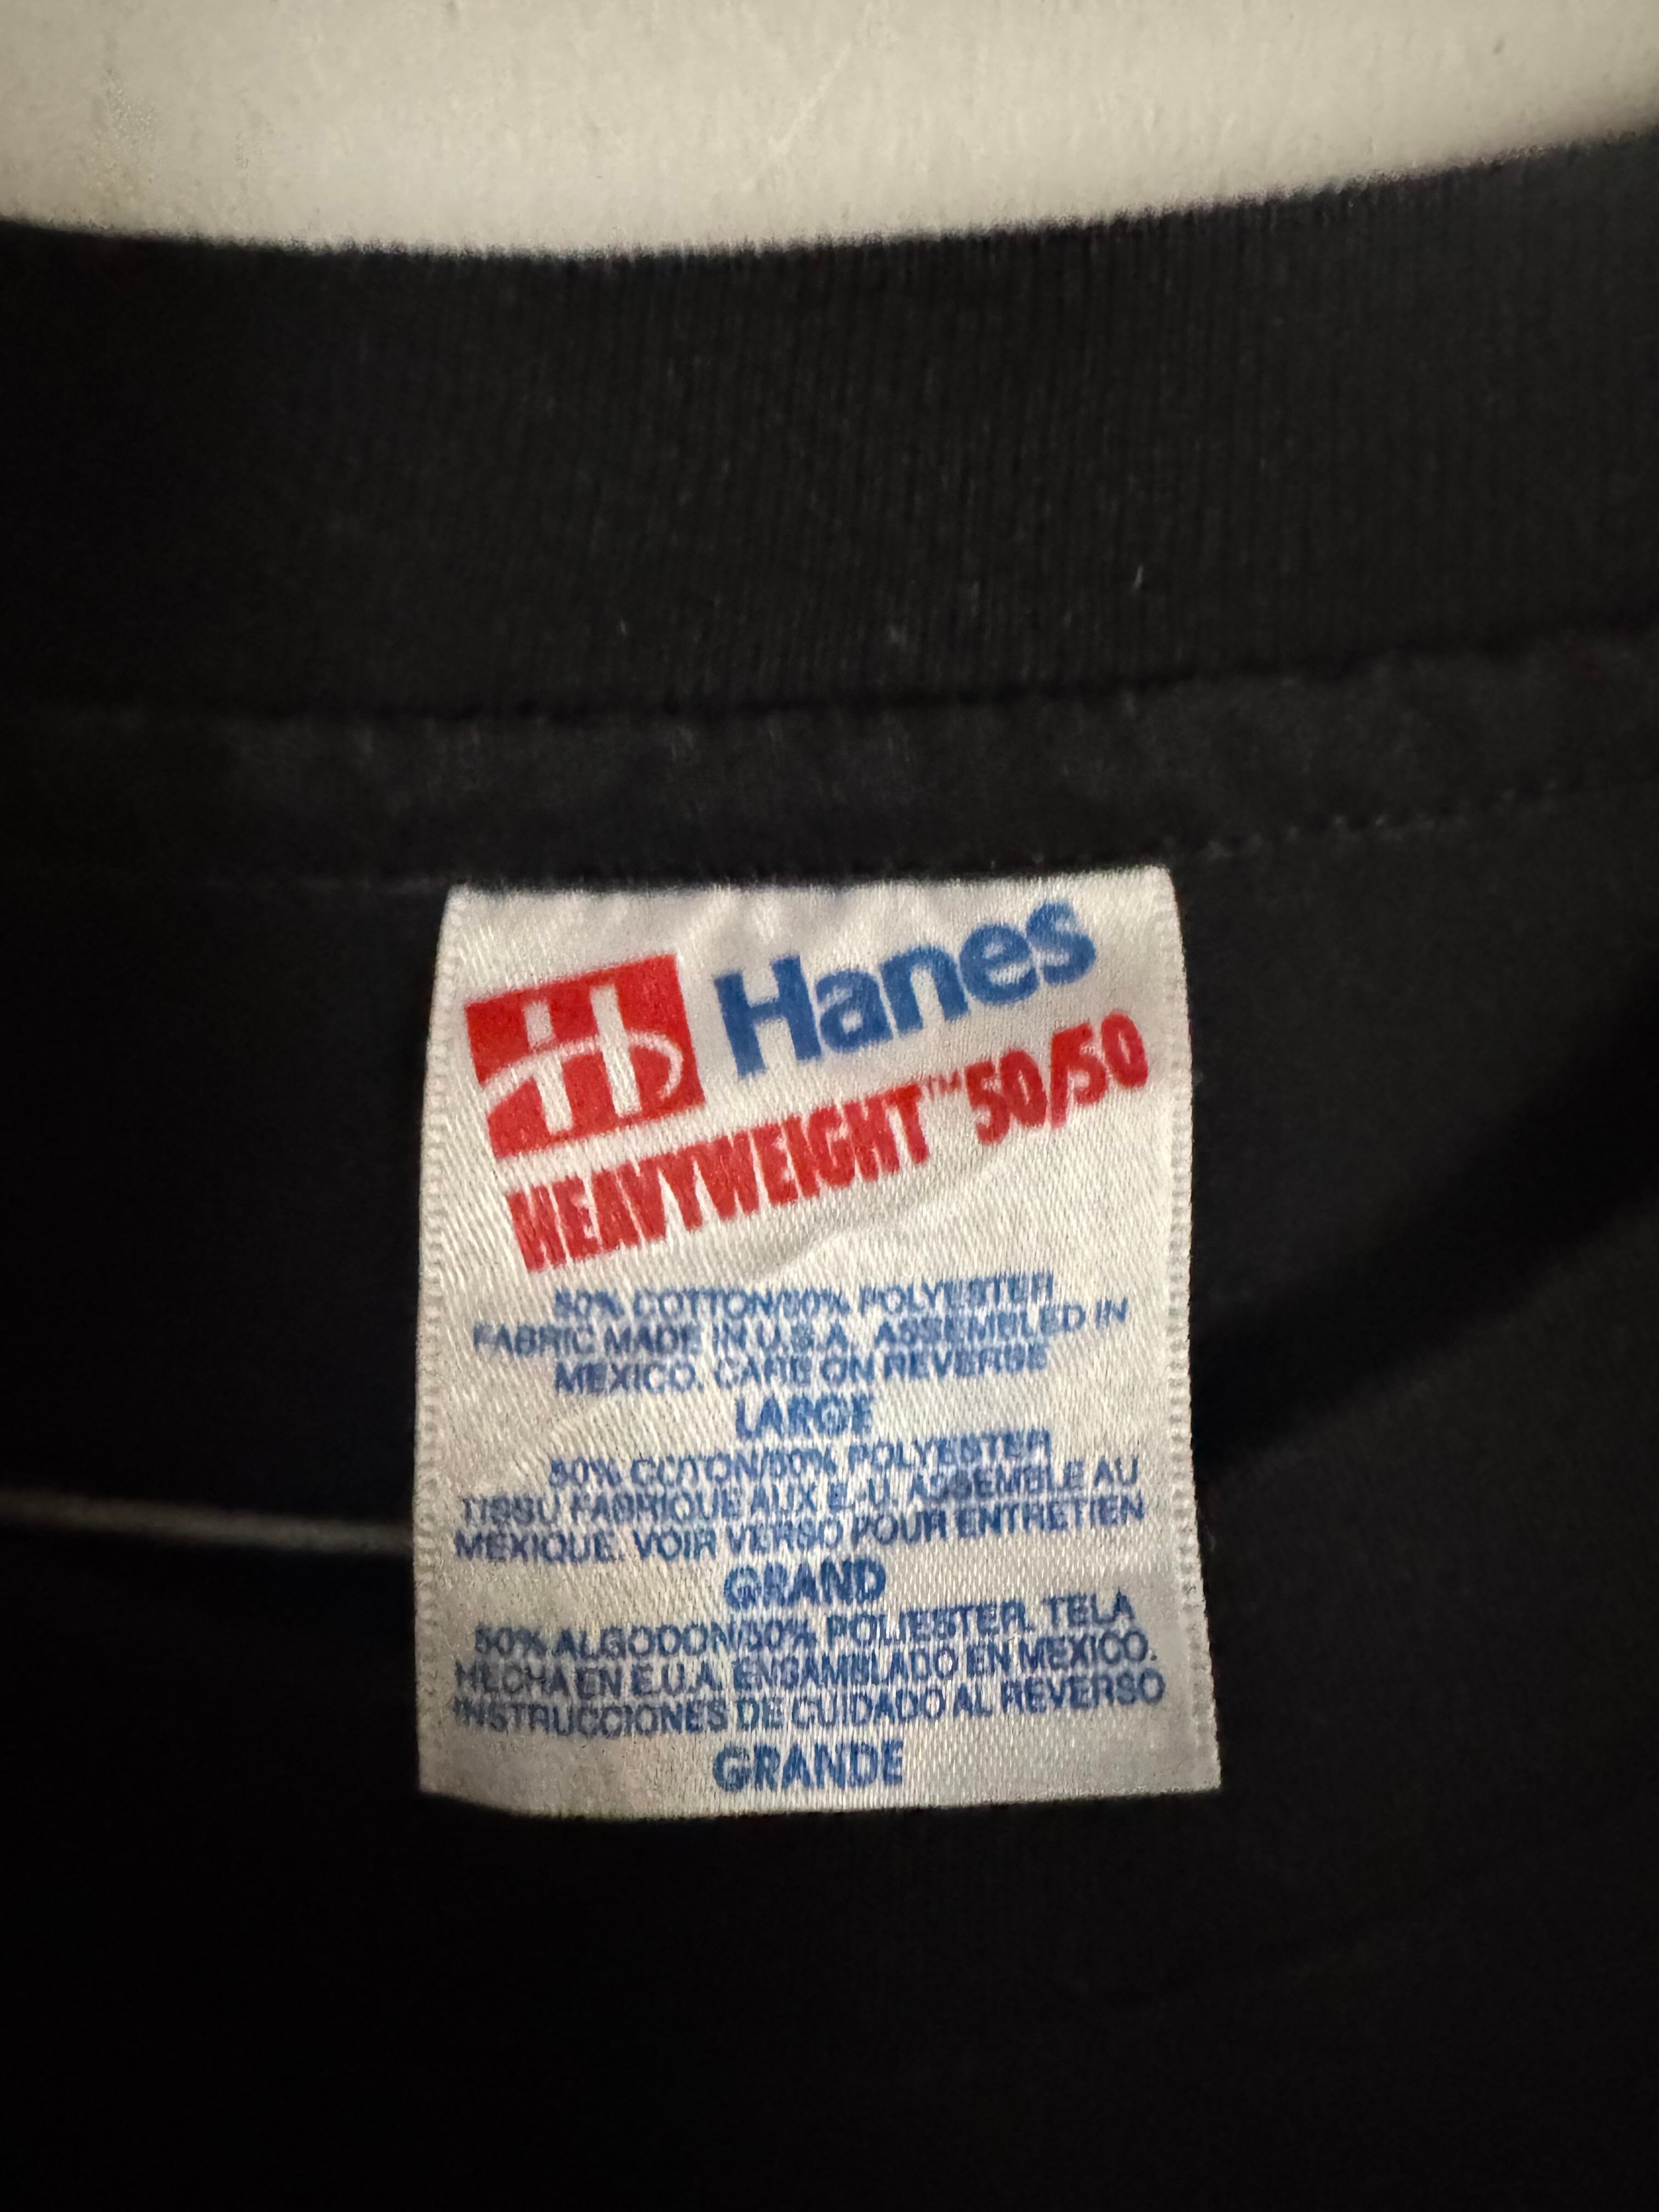 Hanes
HEAVYWEIGHT™ 50/50
50% COTTON/50% POLYESTER
FABRIC MADE IN U.S.A. ASSEMBLED IN
MEXICO. CARE ON REVERSE
LARGE
50% COTTON/50% POLYESTER
TISSU FABRIQUE AUX E.-U. ASSEMBLE AU
MEXIQUE. VOIR VERSO POUR ENTRETIEN
GRAND
50% ALGODON/50% POLIESTER. TELA
HECHA EN E.U.A. ENSAMBLADO EN MEXICO.
INSTRUCCIONES DE CUIDADO AL REVERSO
GRANDE